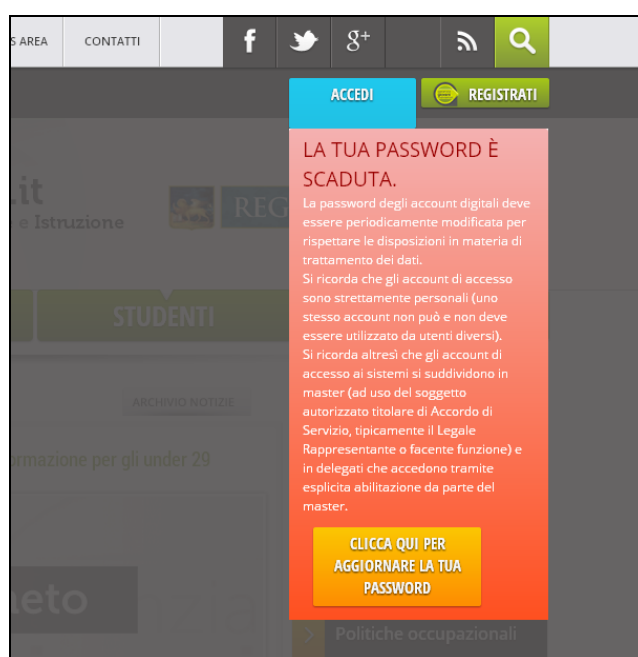 S AREA CONTATTI f g+
ACCEDI REGISTRATI
LA TUA PASSWORD È
SCADUTA.
La password degli account digitali deve
essere periodicamente modificata per
rispettare le disposizioni in materia di
trattamento dei dati.
Si ricorda che gli account di accesso
sono strettamente personali (uno
stesso account non può e non deve
essere utilizzato da utenti diversi).
Si ricorda altresì che gli account di
accesso ai sistemi si suddividono in
master (ad uso del soggetto
autorizzato titolare di Accordo di
Servizio, tipicamente il Legale
Rappresentante o facente funzione) e
in delegati che accedono tramite
esplicita abilitazione da parte del
master.
CLICCA QUI PER
AGGIORNARE LA TUA
PASSWORD
.it
e Istruzione
REG
STUDENTI
ARCHIVIO NOTIZIE
rmazione per gli under 29
eto
Politiche occupazionali